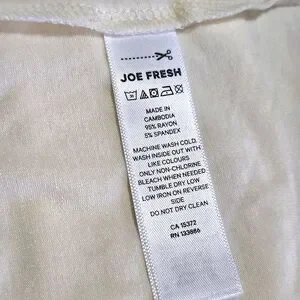 JOE FRESH
MADE IN
CAMBODIA
95% RAYON
5% SPANDEX
MACHINE WASH COLD.
WASH INSIDE OUT WITH
LIKE COLOURS
ONLY NON-CHLORINE
BLEACH WHEN NEEDED
TUMBLE DRY LOW
LOW IRON ON REVERSE
SIDE
DO NOT DRY CLEAN
CA 15372
RN 133886